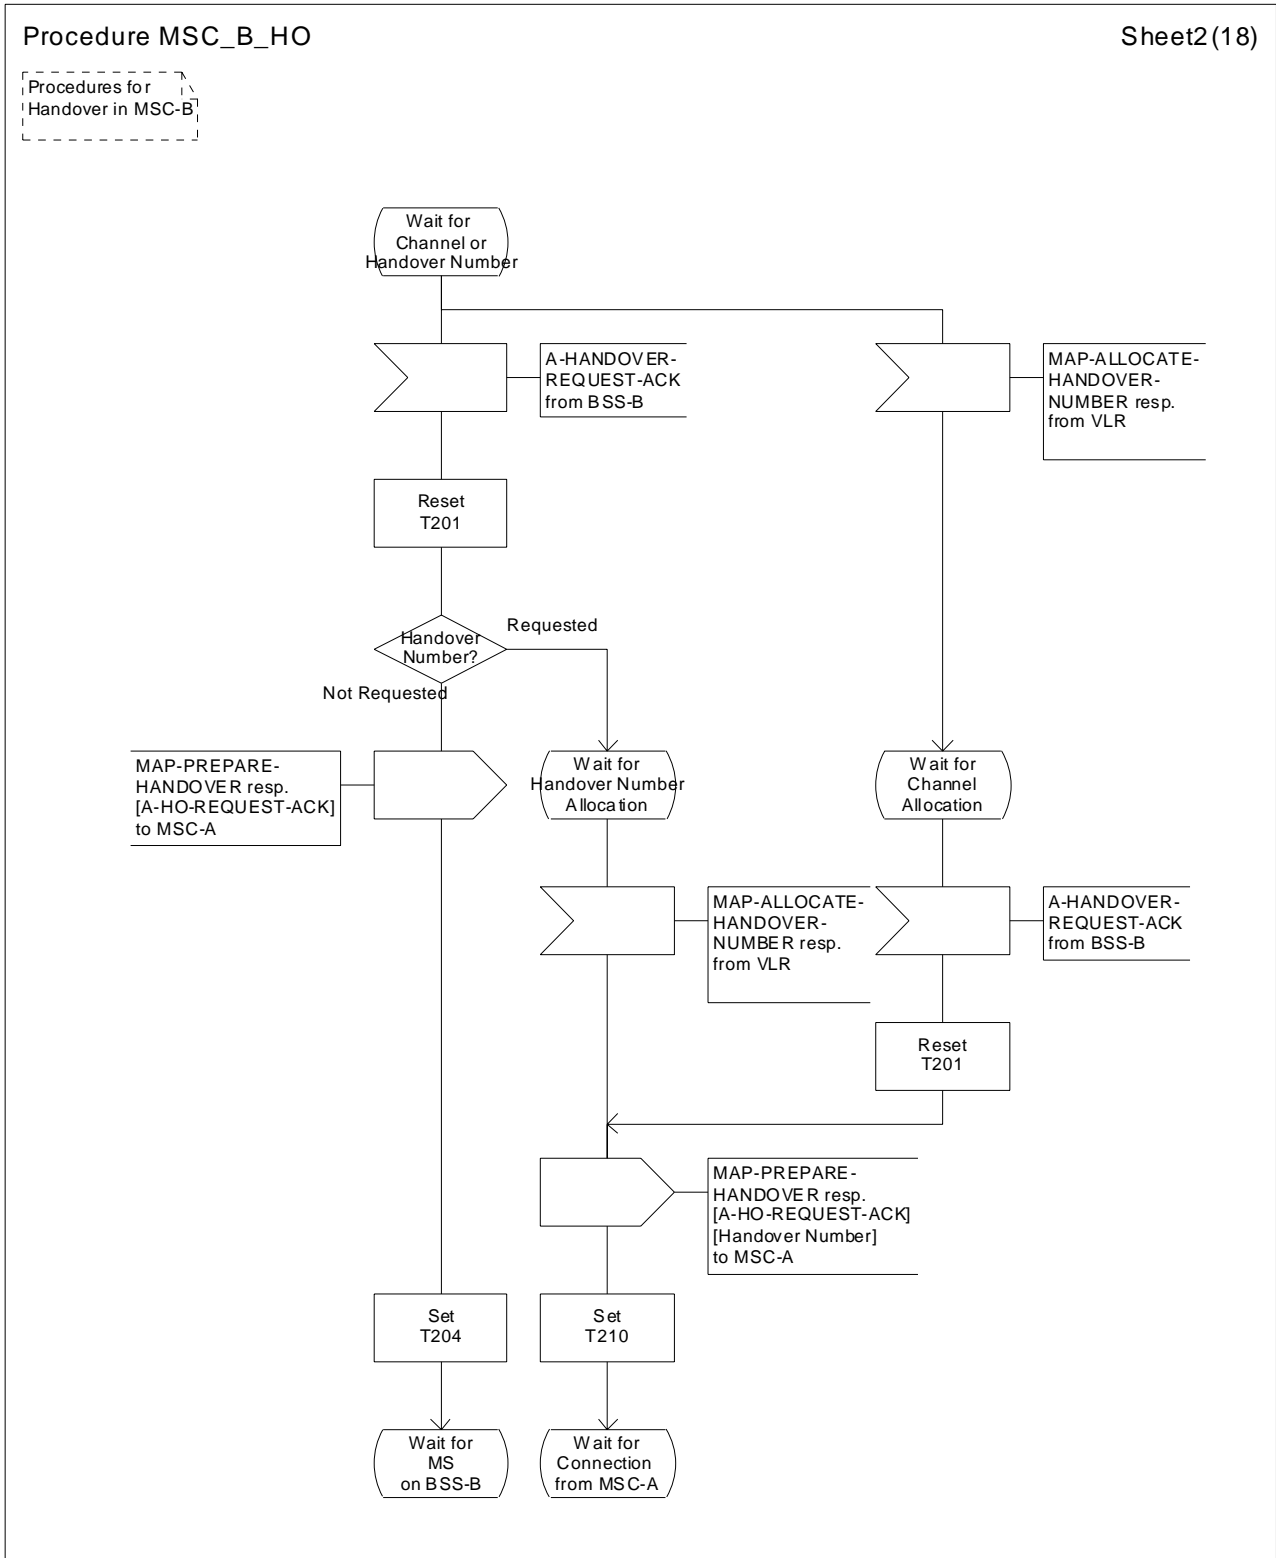 Procedure MSC_B_HO
Sheet2(18)
Procedures for
Handover in MSC-B
Wait for
Channel or
Handover Number
A-HANDOVER-
REQUEST-ACK
from BSS-B
MAP-ALLOCATE-
HANDOVER-
NUMBER resp.
from VLR
Reset
T201
Handover
Number?
Requested
Not Requested
MAP-PREPARE-
HANDOVER resp.
[A-HO-REQUEST-ACK]
to MSC-A
Wait for
Handover Number
Allocation
Wait for
Channel
Allocation
MAP-ALLOCATE-
HANDOVER-
NUMBER resp.
from VLR
A-HANDOVER-
REQUEST-ACK
from BSS-B
Reset
T201
MAP-PREPARE-
HANDOVER resp.
[A-HO-REQUEST-ACK]
[Handover Number]
to MSC-A
Set
T204
Set
T210
Wait for
MS
on BSS-B
Wait for
Connection
from MSC-A